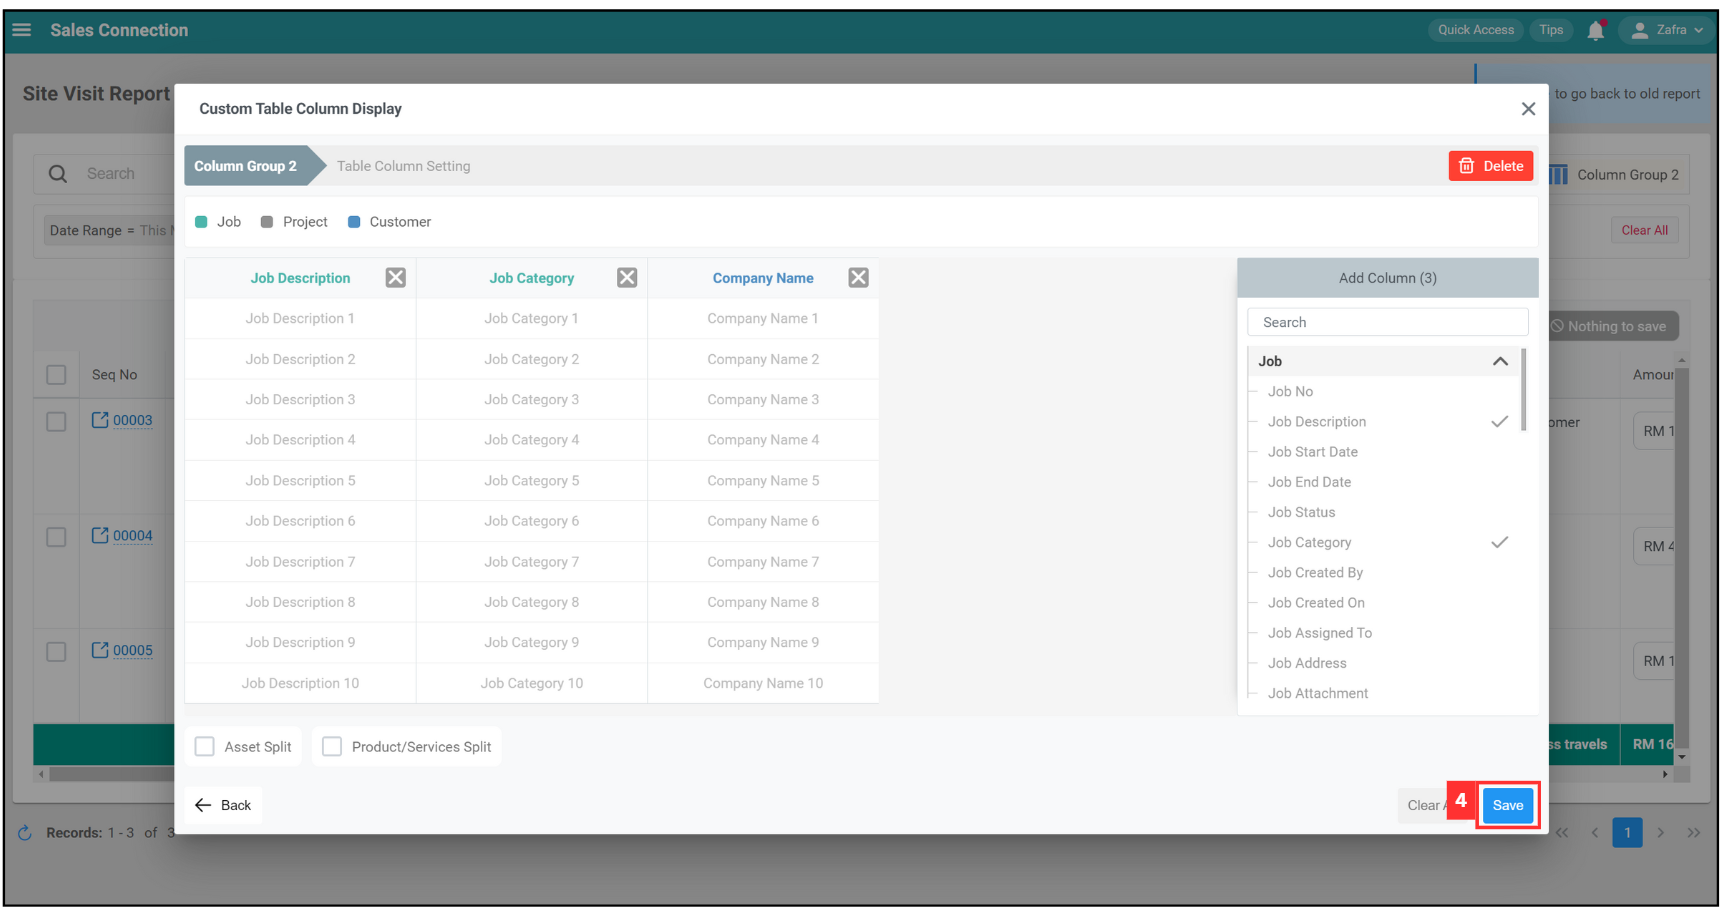 Sales Connection
Quick Access Tips Zafra
Site Visit Report
to go back to old report
Custom Table Column Display
Column Group 2 Table Column Setting Delete
Search
Column Group 2
Job Project Customer
Date Range = This
Clear All
Job Description Job Category Company Name Add Column (3)
Job Description 1 Job Category 1 Company Name 1
Search
Nothing to save
Job Description 2 Job Category 2 Company Name 2
Job
Seq No
Job No
Job Description 3 Job Category 3 Company Name 3
00003
Job Description
Job Description 4 Job Category 4 Company Name 4
RM 1
Job Start Date
Job Description 5 Job Category 5 Company Name 5
Job End Date
Job Status
Job Description 6 Job Category 6 Company Name 6
00004
Job Category
RM 4
Job Description 7 Job Category 7 Company Name 7
Job Created By
Job Description 8 Job Category 8 Company Name 8
Job Created On
Job Assigned To
Job Description 9 Job Category 9 Company Name 9
00005
Job Address
RM 1
Job Description 10 Job Category 10 Company Name 10
Job Attachment
Asset Split Product/Services Split
travels RM 16
Back
Clear 4 Save
Records: 1 - 3 of 3
« < 1 > »